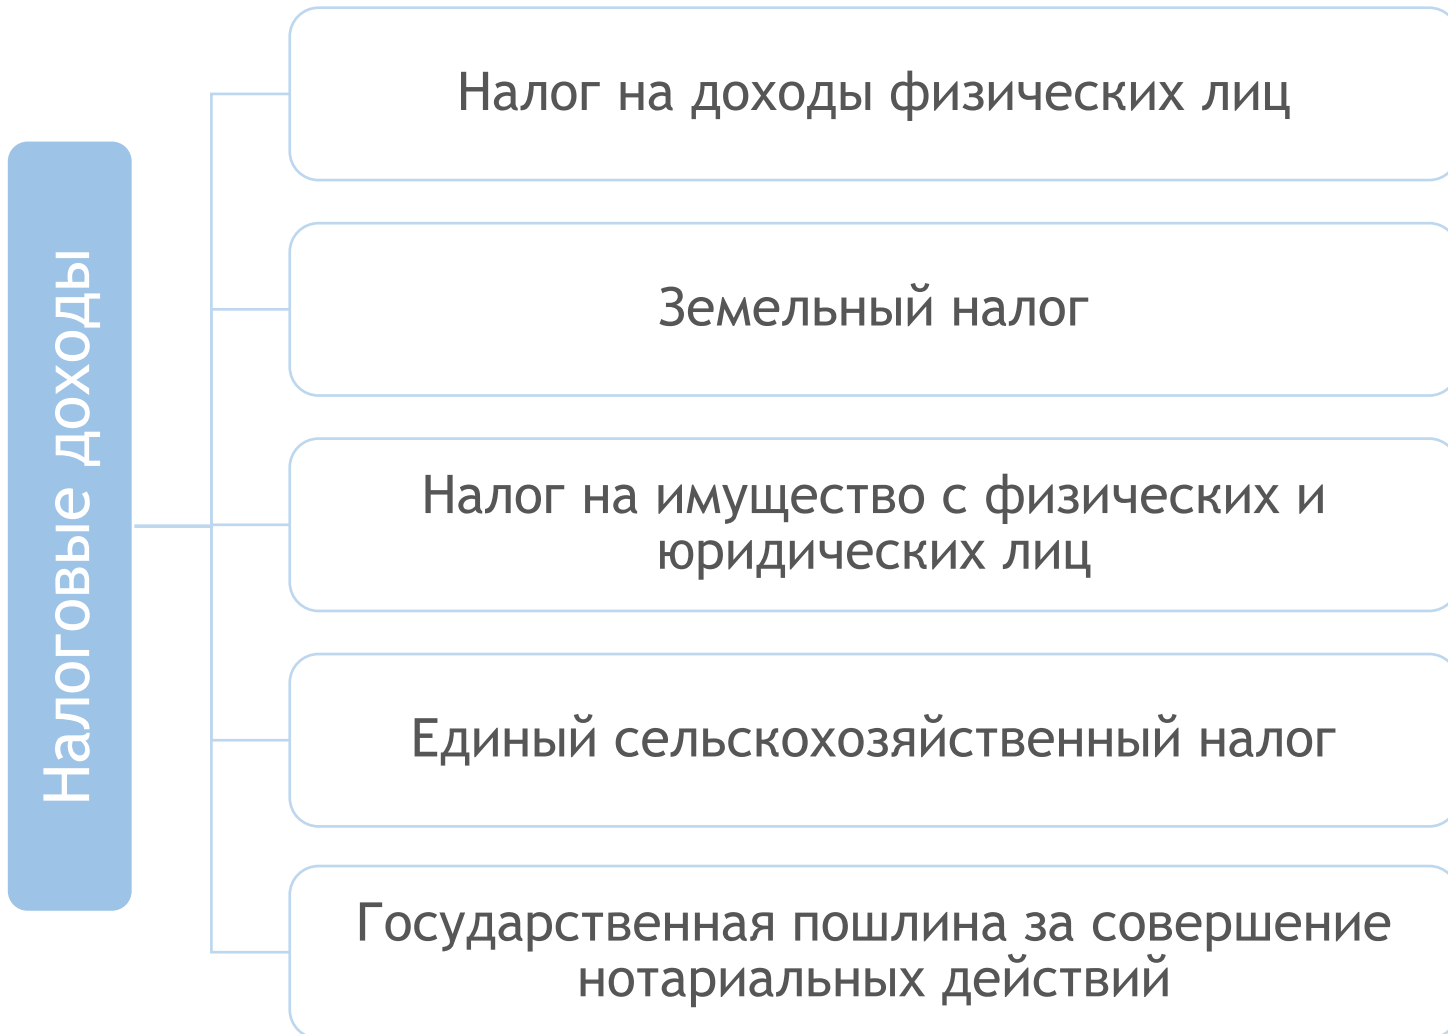 Налоговые доходы
Налог на доходы физических лиц
Земельный налог
Налог на имущество с физических и
юридических лиц
Единый сельскохозяйственный налог
Государственная пошлина за совершение
нотариальных действий